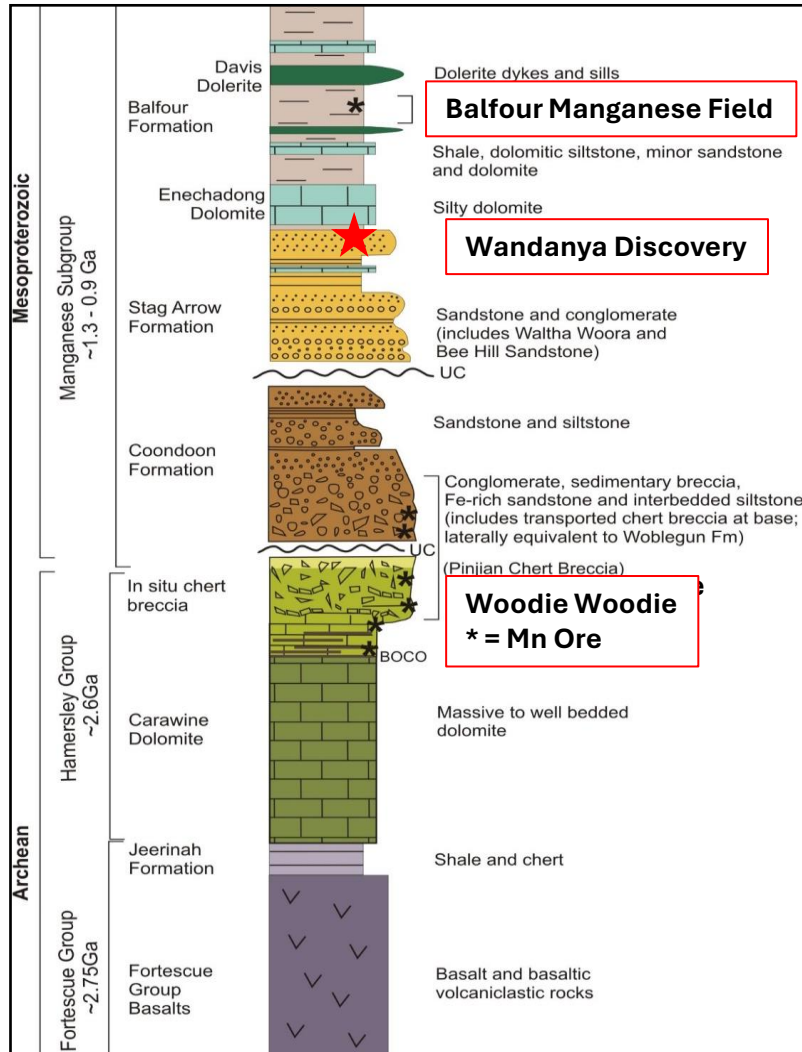 Mesoproterozoic
Archean
Manganese Subgroup
~1.3 - 0.9 Ga
Hamersley Group
~2.6Ga
Fortescue Group
~2.75Ga
Davis
Dolerite
Dolerite dykes and sills
Balfour
Formation
*
Balfour Manganese Field
Shale, dolomitic siltstone, minor sandstone
and dolomite
Enechadong
Dolomite
Silty dolomite
Wandanya Discovery
Stag Arrow
Formation
Sandstone and conglomerate
(includes Waltha Woora and
Bee Hill Sandstone)
UC
Sandstone and siltstone
Coondoon
Formation
Conglomerate, sedimentary breccia,
Fe-rich sandstone and interbedded siltstone
(includes transported chert breccia at base;
laterally equivalent to Woblegun Fm)
*
*
UC
(Pinjian Chert Breccia)
In situ chert
breccia
*
*
*
*
Woodie Woodie
* = Mn Ore
BOCO
Carawine
Dolomite
Massive to well bedded
dolomite
Jeerinah
Formation
Shale and chert
Fortescue
Group
Basalts
Basalt and basaltic
volcaniclastic rocks